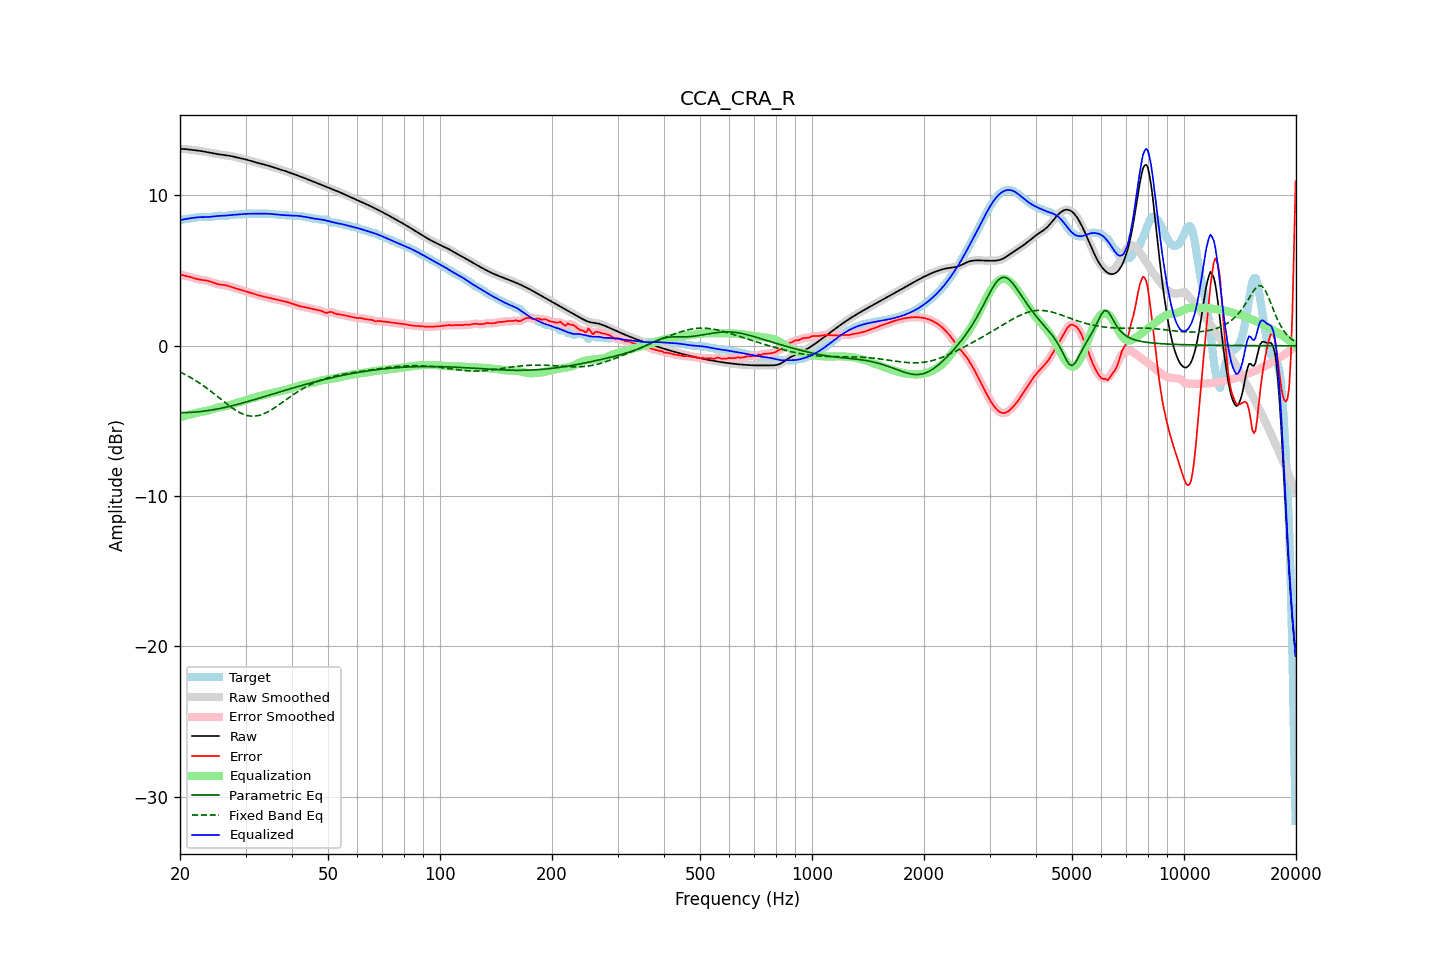 CCA_CRA_R
Amplitude (dBr)
10
0
−10
−20
−30
Target
Raw Smoothed
Error Smoothed
Raw
Error
Equalization
Parametric Eq
Fixed Band Eq
Equalized
20 50 100 200 500 1000 2000 5000 10000 20000
Frequency (Hz)